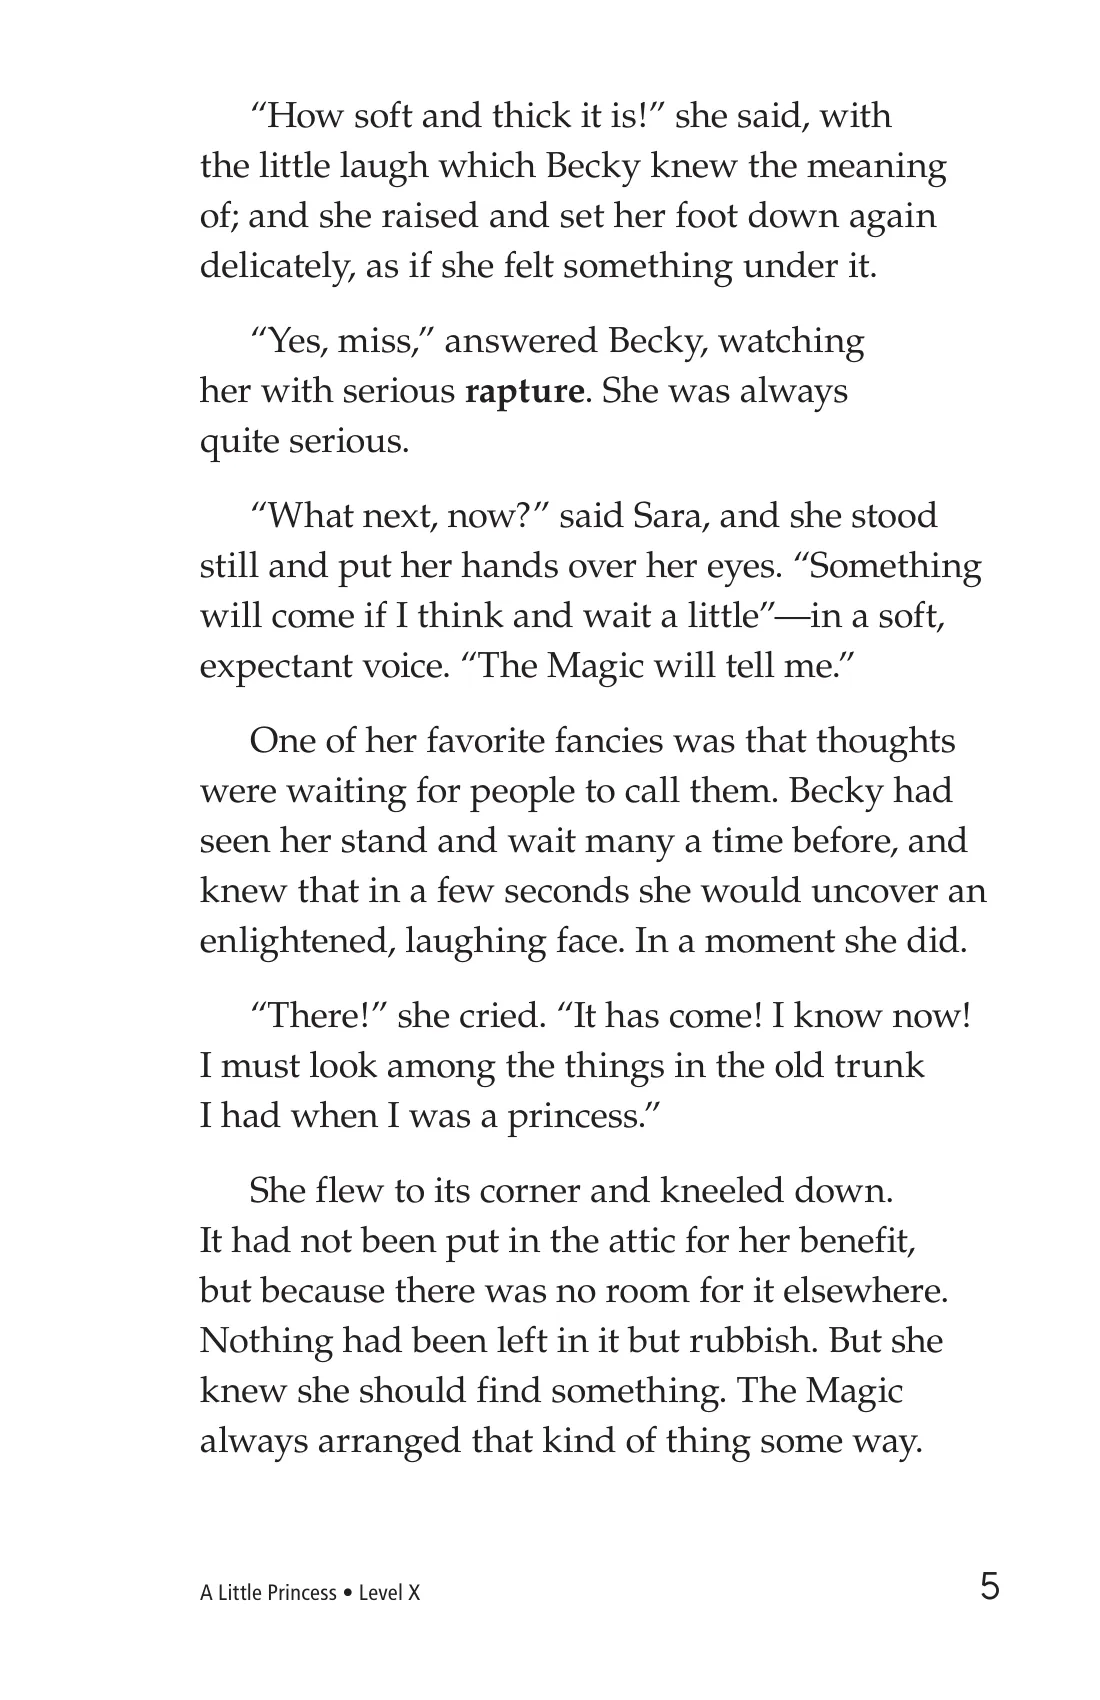 “How soft and thick it is!” she said, with
the little laugh which Becky knew the meaning
of; and she raised and set her foot down again
delicately, as if she felt something under it.
“Yes, miss,” answered Becky, watching
her with serious rapture. She was always
quite serious.
“What next, now?” said Sara, and she stood
still and put her hands over her eyes. “Something
will come if I think and wait a little”—in a soft,
expectant voice. “The Magic will tell me.”
One of her favorite fancies was that thoughts
were waiting for people to call them. Becky had
seen her stand and wait many a time before, and
knew that in a few seconds she would uncover an
enlightened, laughing face. In a moment she did.
“There!” she cried. “It has come! I know now!
I must look among the things in the old trunk
I had when I was a princess.”
She flew to its corner and kneeled down.
It had not been put in the attic for her benefit,
but because there was no room for it elsewhere.
Nothing had been left in it but rubbish. But she
knew she should find something. The Magic
always arranged that kind of thing some way.
A Little Princess • Level X
5